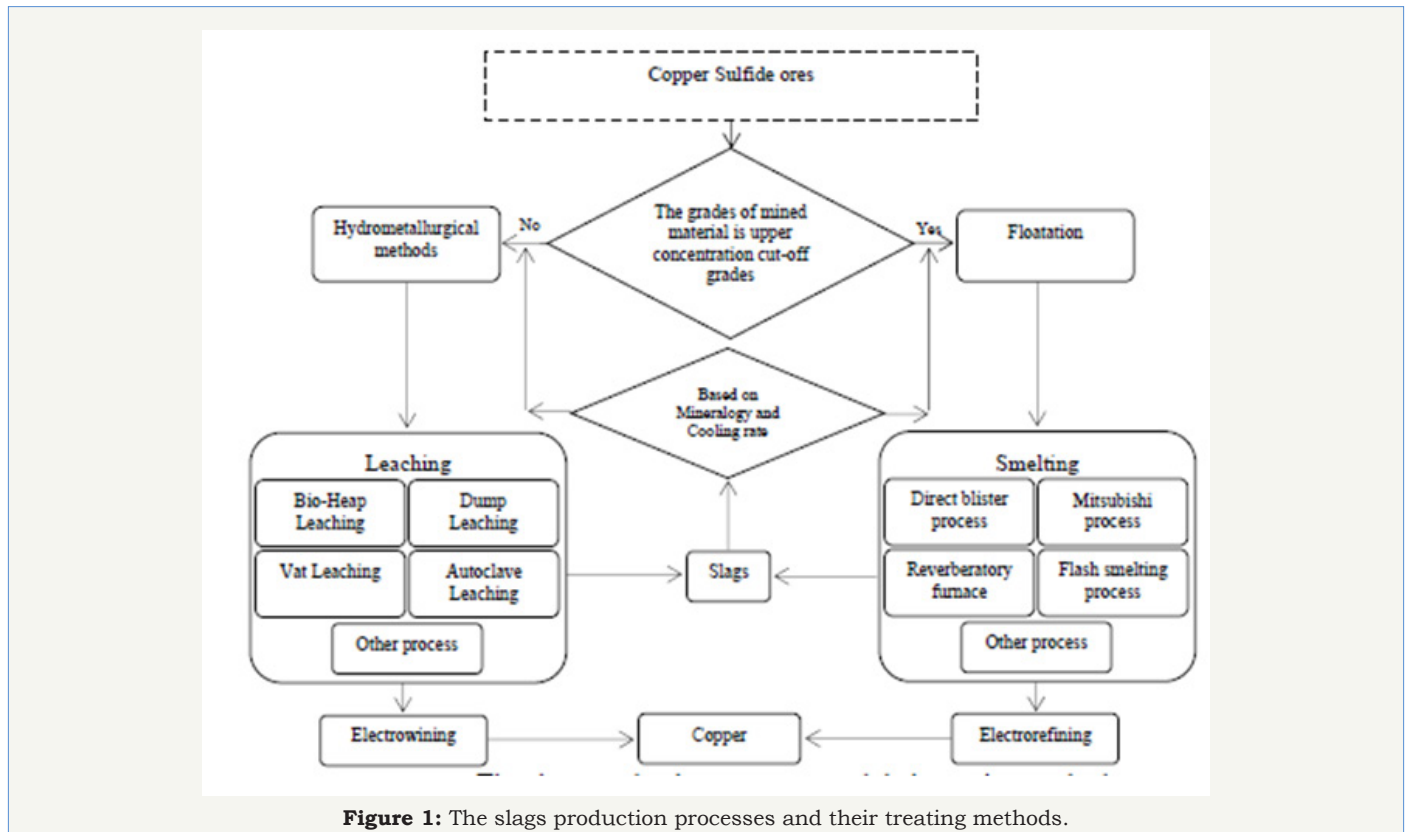 Copper Sulfide ores
The grades of mined
material is upper
concentration cut-off
grades
No
Yes
Hydrometallurgical
methods
Floatation
Based on
Mineralogy and
Cooling rate
Leaching
Bio-Heap
Leaching
Dump
Leaching
Vat Leaching
Autoclave
Leaching
Other process
Slags
Smelting
Direct blister
process
Mitsubishi
process
Reverberatory
furnace
Flash smelting
process
Other process
Electrowining
Copper
Electrorefining
Figure 1: The slags production processes and their treating methods.